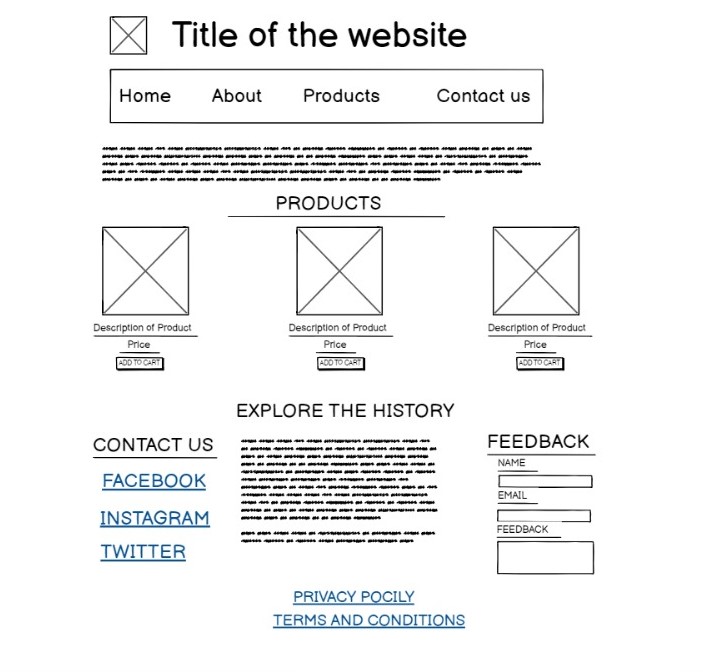 Title of the website
Home About Products Contact us
PRODUCTS
Description of Product Description of Product Description of Product
Price Price Price
ADD TO CART ADD TO CART ADD TO CART
EXPLORE THE HISTORY
CONTACT US
FACEBOOK
INSTAGRAM
TWITTER
FEEDBACK
NAME
EMAIL
FEEDBACK
PRIVACY POCILY
TERMS AND CONDITIONS